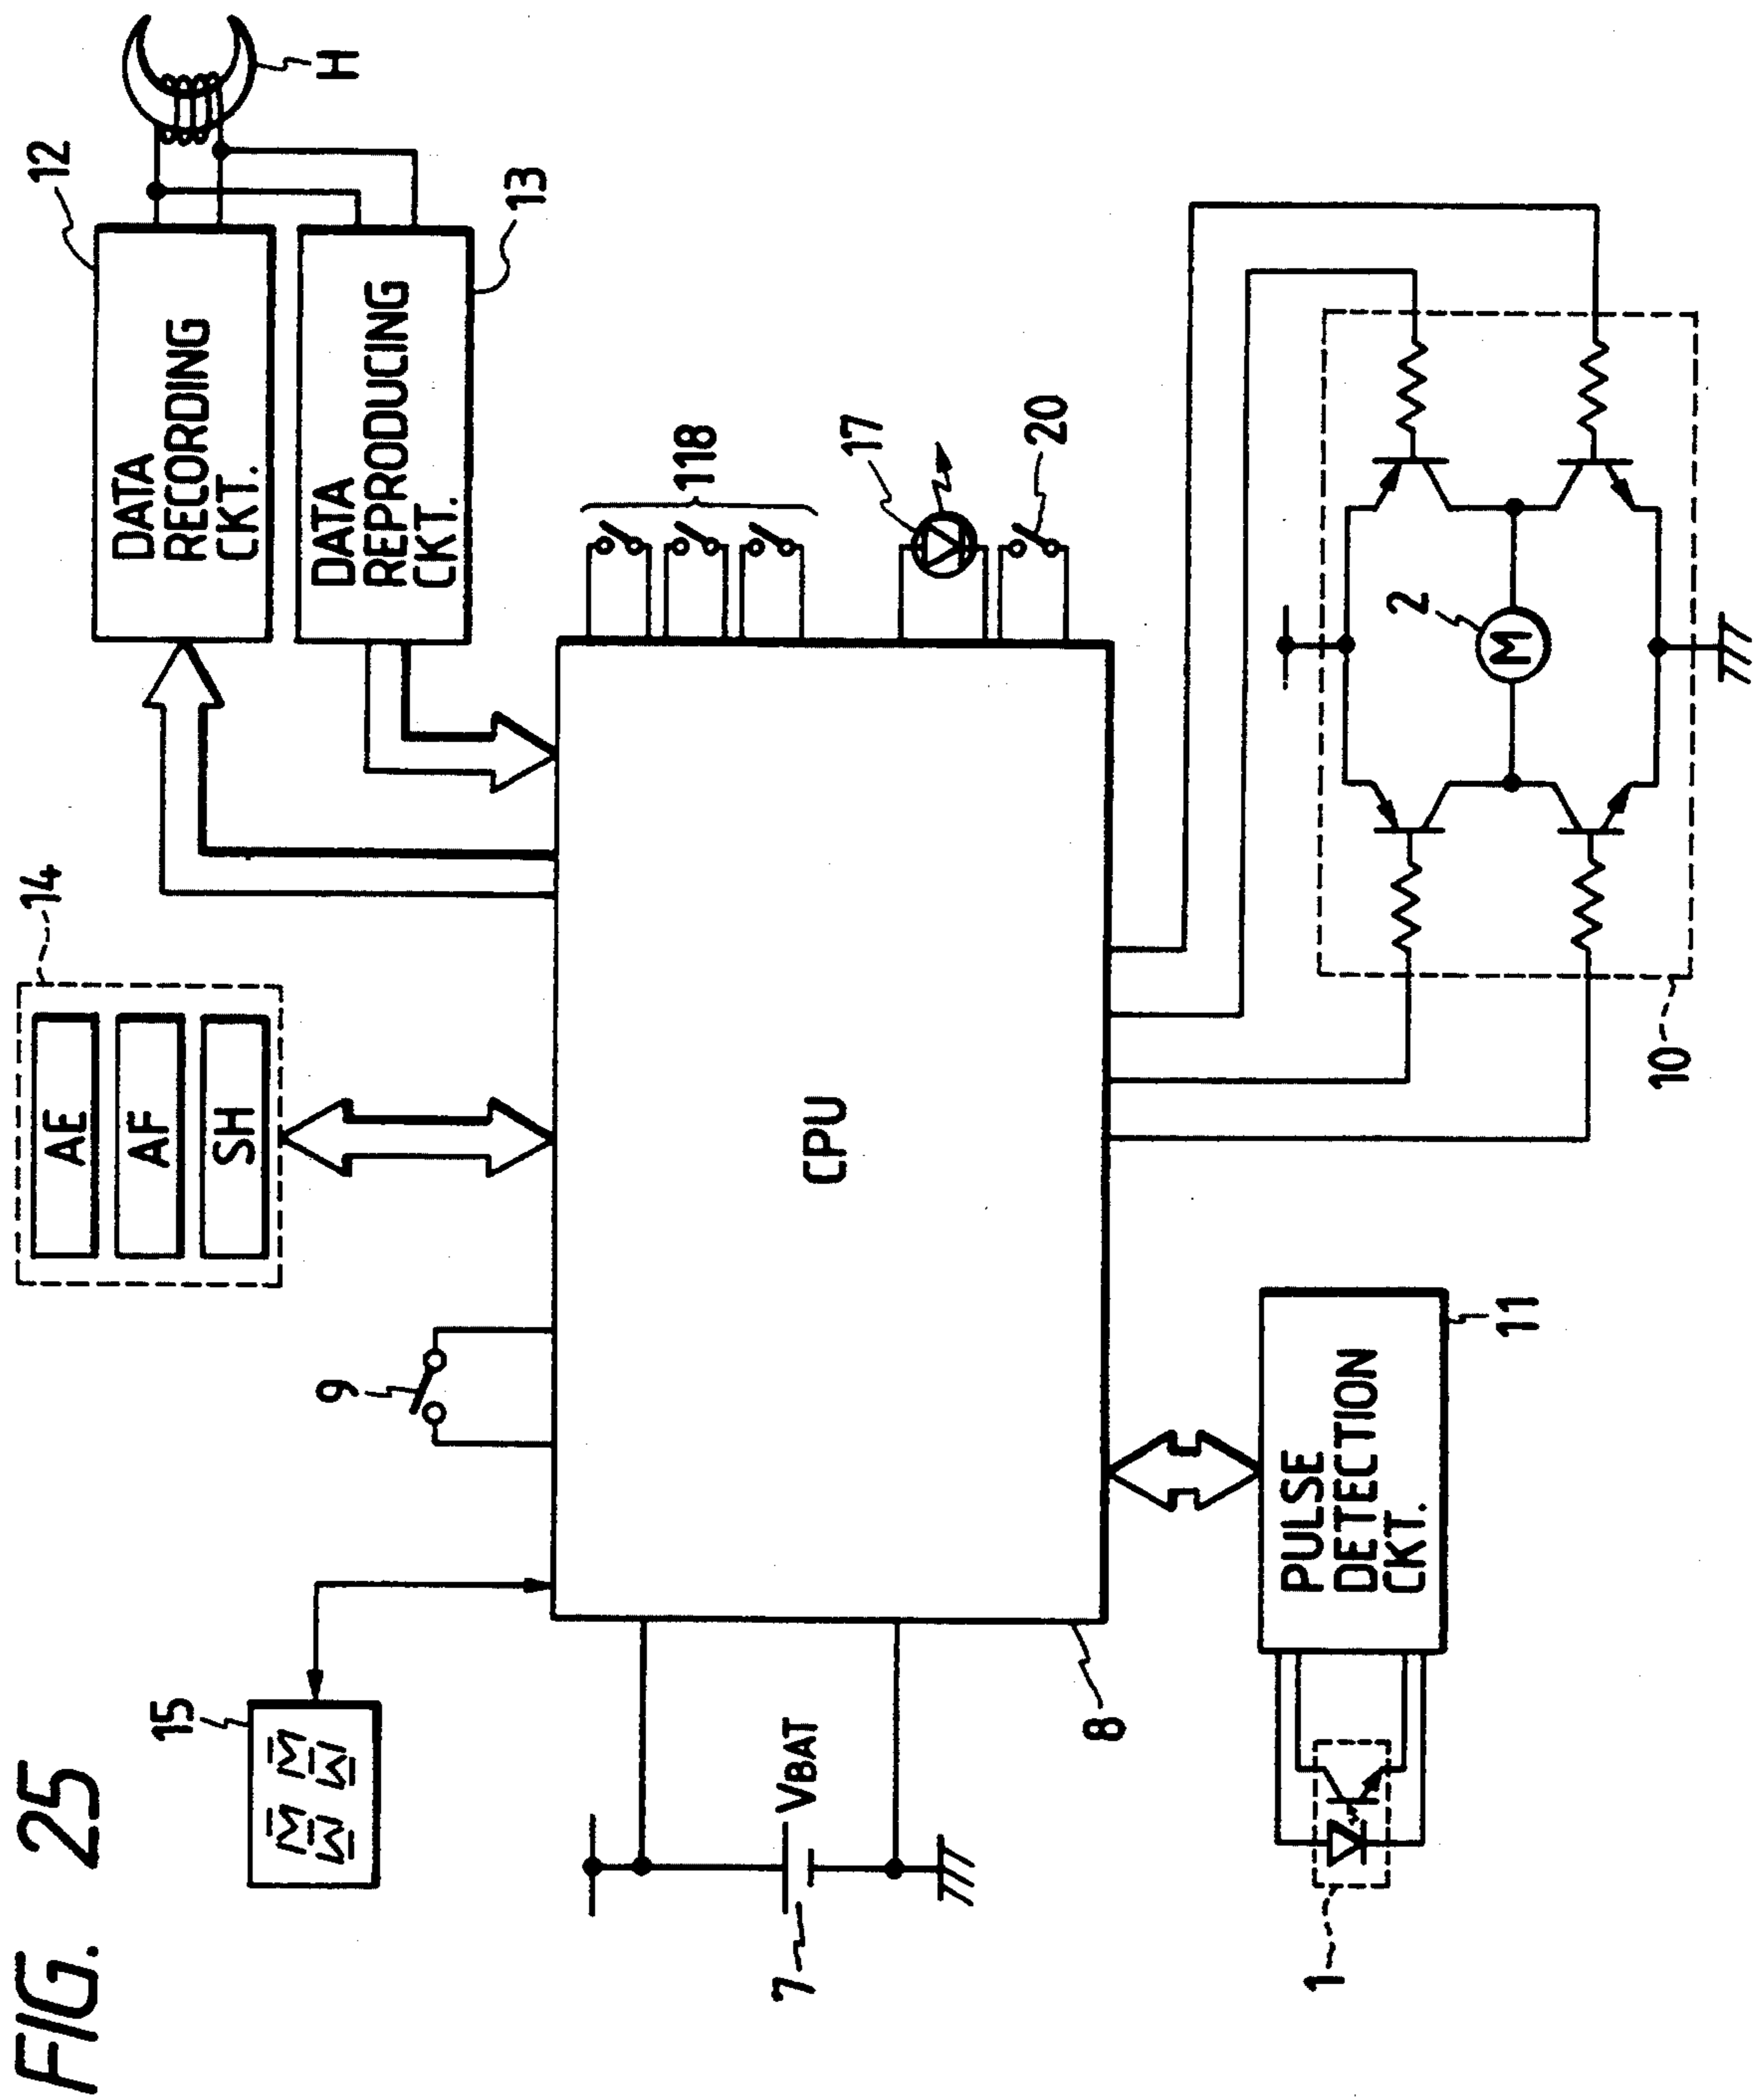 FIG. 25
15
9
14
AE
AF
SH
12
DATA
RECORDING
CKT.
H
DATA
REPRODUCING
CKT.
13
118
17
20
CPU
VBAT
7
8
PULSE
DETECTION
CKT.
11
1
2
M
10